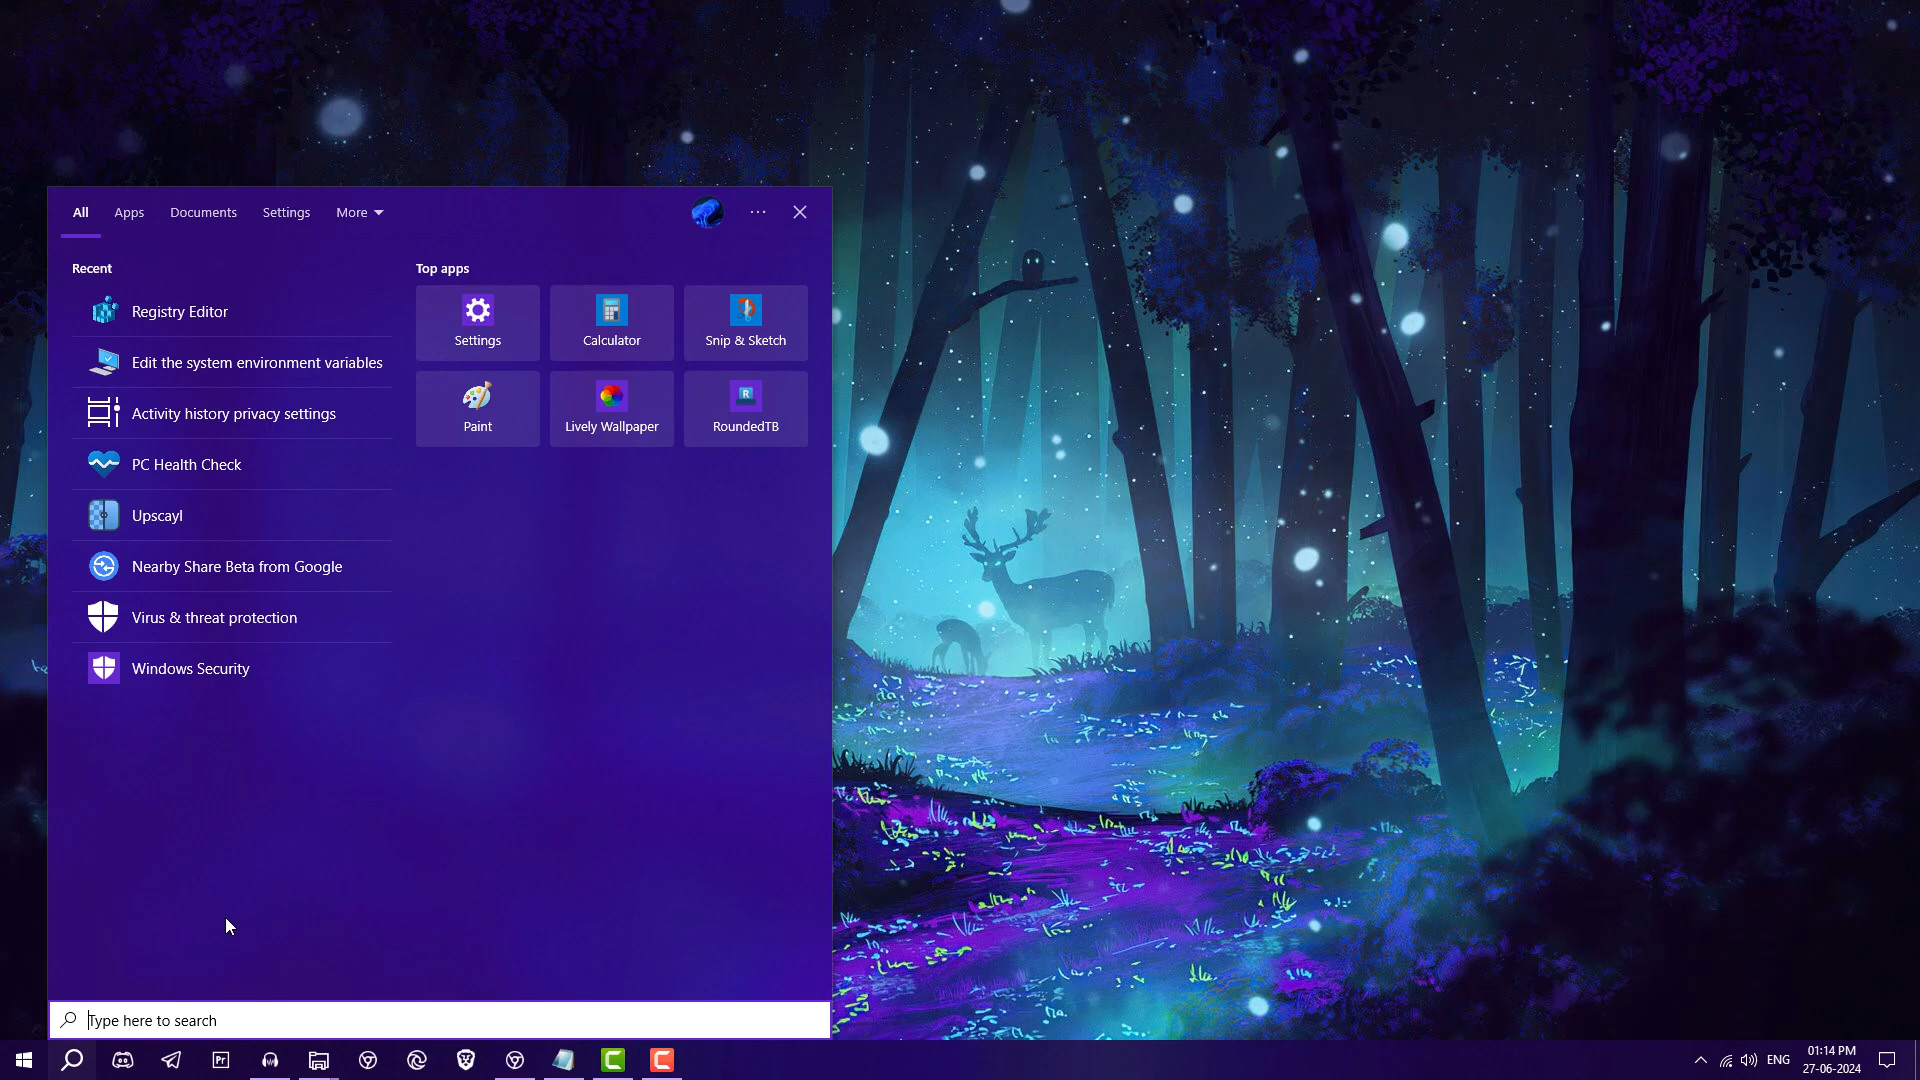 All
Apps
Documents
Settings
More
Recent
Registry Editor
Edit the system environment variables
Activity history privacy settings
PC Health Check
Upscayl
Nearby Share Beta from Google
Virus & threat protection
Windows Security
Top apps
Settings
Calculator
Snip & Sketch
Paint
R
Lively Wallpaper
RoundedTB
Type here to search
Pr
ENG
01:14 PM
27-06-2024